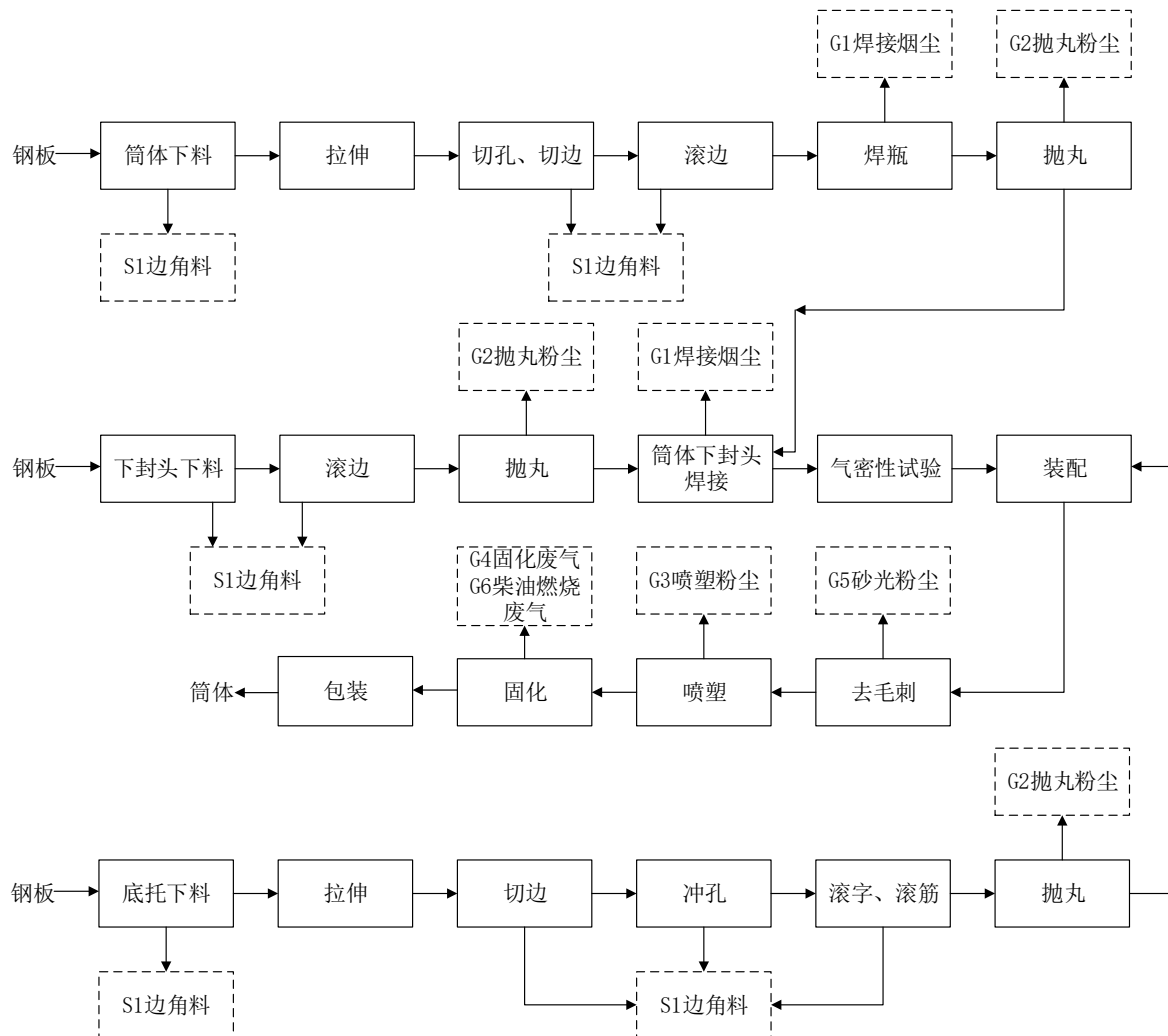 G1焊接烟尘
G2抛丸粉尘
钢板
筒体下料
拉伸
切孔、切边
滚边
焊瓶
抛丸
S1边角料
S1边角料
G2抛丸粉尘
G1焊接烟尘
钢板
下封头下料
滚边
抛丸
筒体下封头
焊接
气密性试验
装配
S1边角料
G4固化废气
G6柴油燃烧
废气
G3喷塑粉尘
G5砂光粉尘
筒体
包装
固化
喷塑
去毛刺
G2抛丸粉尘
钢板
底托下料
拉伸
切边
冲孔
滚字、滚筋
抛丸
S1边角料
S1边角料